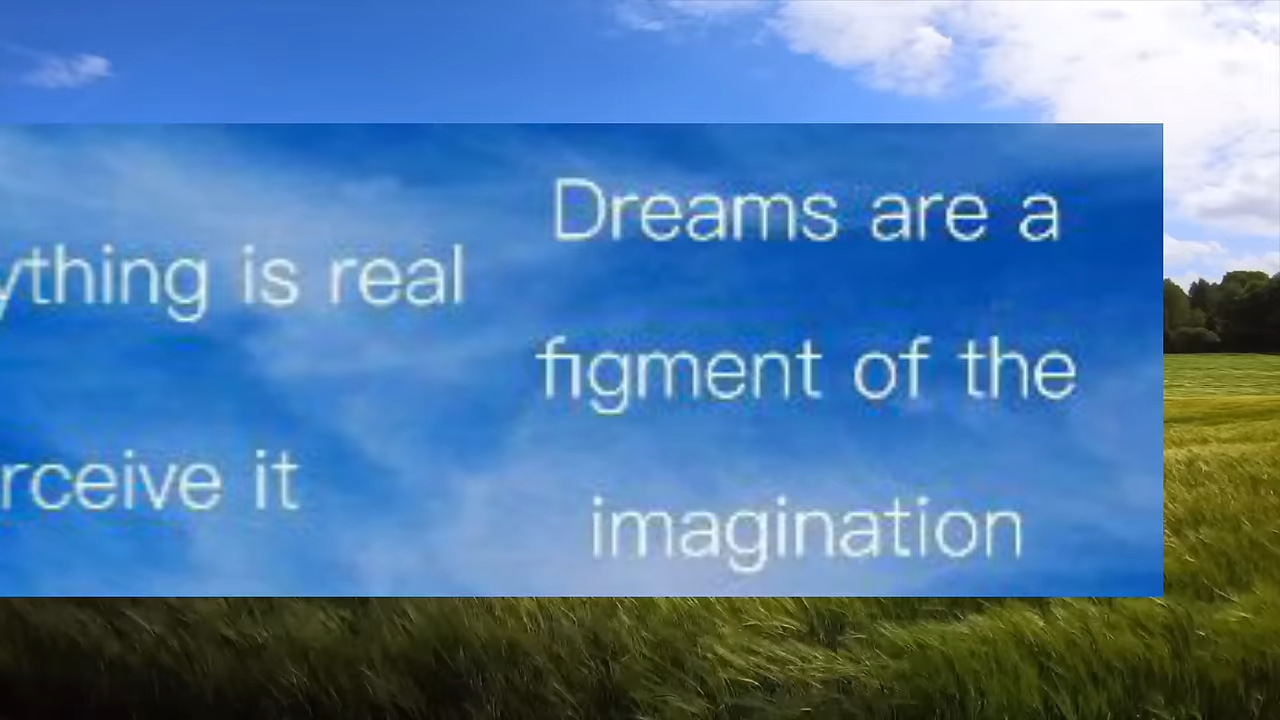 ything is real
rceive it
Dreams are a
figment of the
imagination